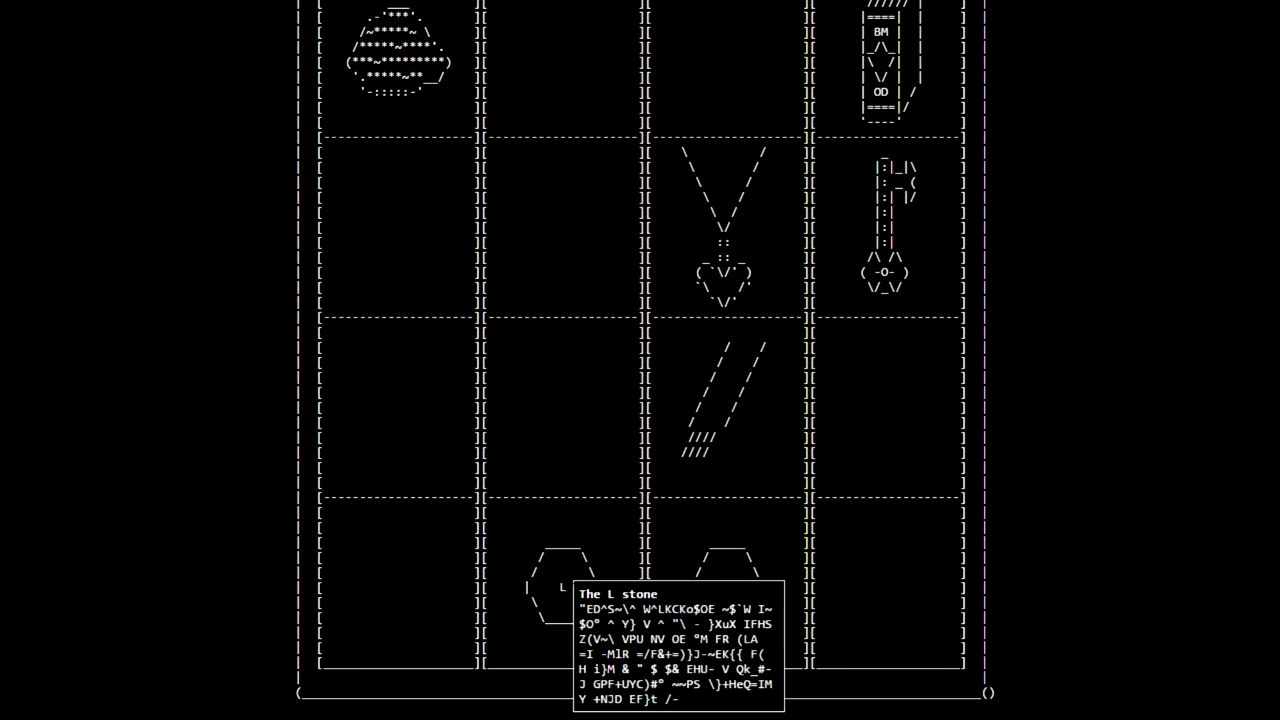 BM
OD
L
The L stone
"ED^S~\^ W^LKCKo$OE ~$`W I~
$O° ^ Y} V ^ "\ - }XuX IFHS
Z(V~\ VPU NV OE °M FR (LA
=I -MlR =/F&+=)}J-~EK{{ F(
H i}M & " $ $& EHU- V Qk_#-
J GPF+UYC)#° ~~PS \}+HeQ=IM
Y +NJD EF}t /-